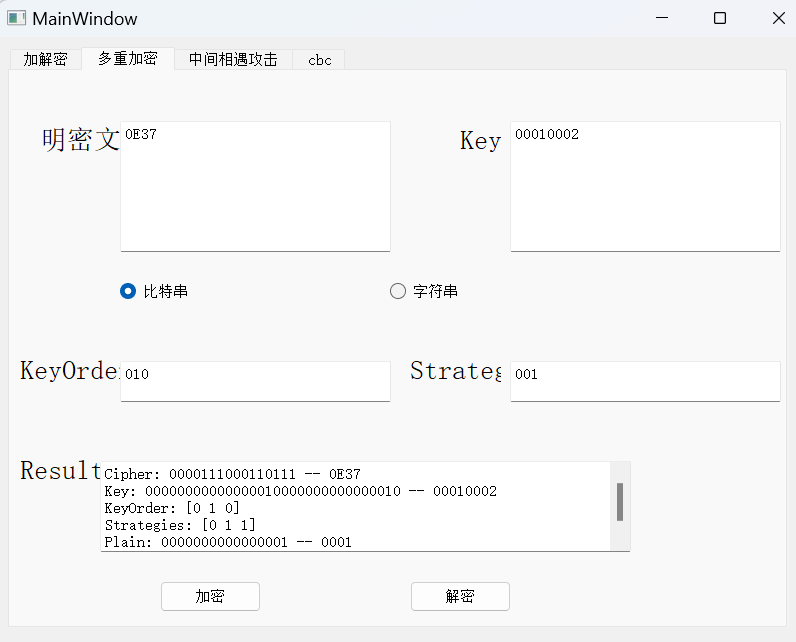 MainWindow
加解密 多重加密 中间相遇攻击 cbc
明密文 0E37 Key 00010002
比特串 字符串
KeyOrde 010 Strateg 001
Result
Cipher: 0000111000110111 -- 0E37
Key: 00000000000000010000000000000010 -- 00010002
KeyOrder: [0 1 0]
Strategies: [0 1 1]
Plain: 0000000000000001 -- 0001
加密 解密